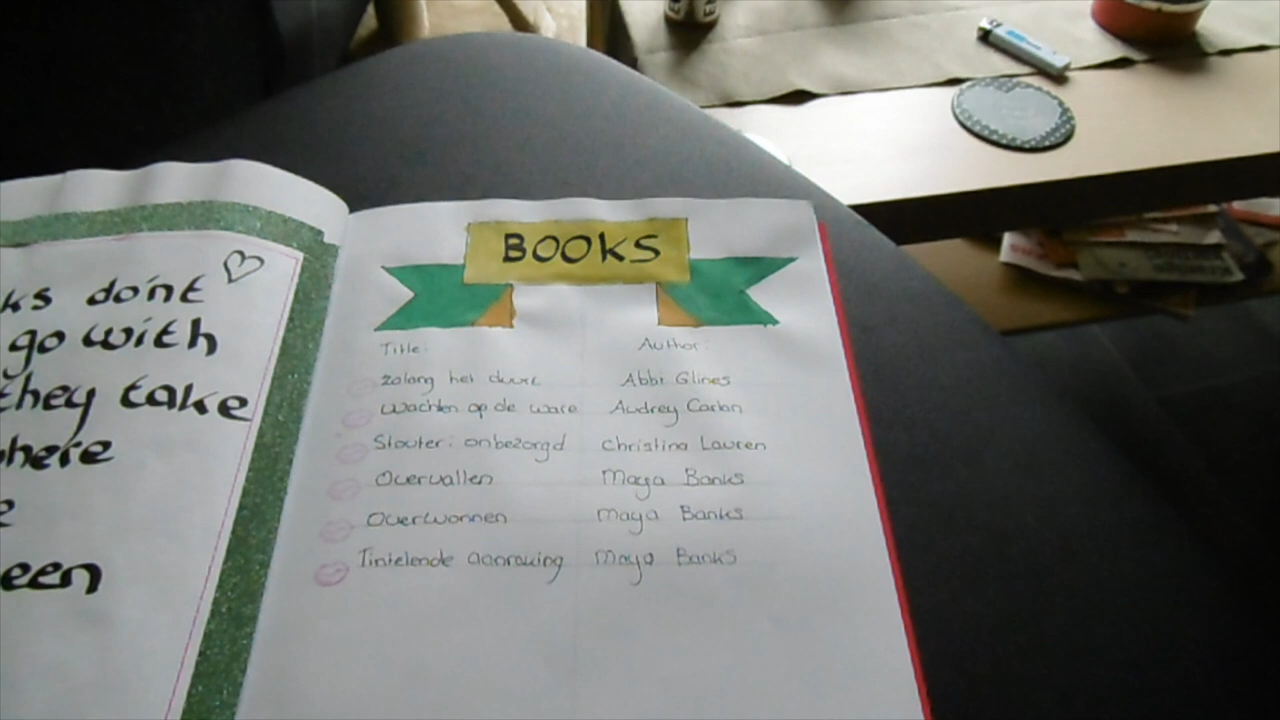 ks don't
go with
they take
where
e
een
BOOKS
Title: Author:
Zolang het duurt Abbi Glines
Wachten op de ware Audrey Carlan
Stouter: onbezorgd Christina Lauren
Overvallen Maya Banks
Overwonnen Maya Banks
Tintelende aanraking Maya Banks